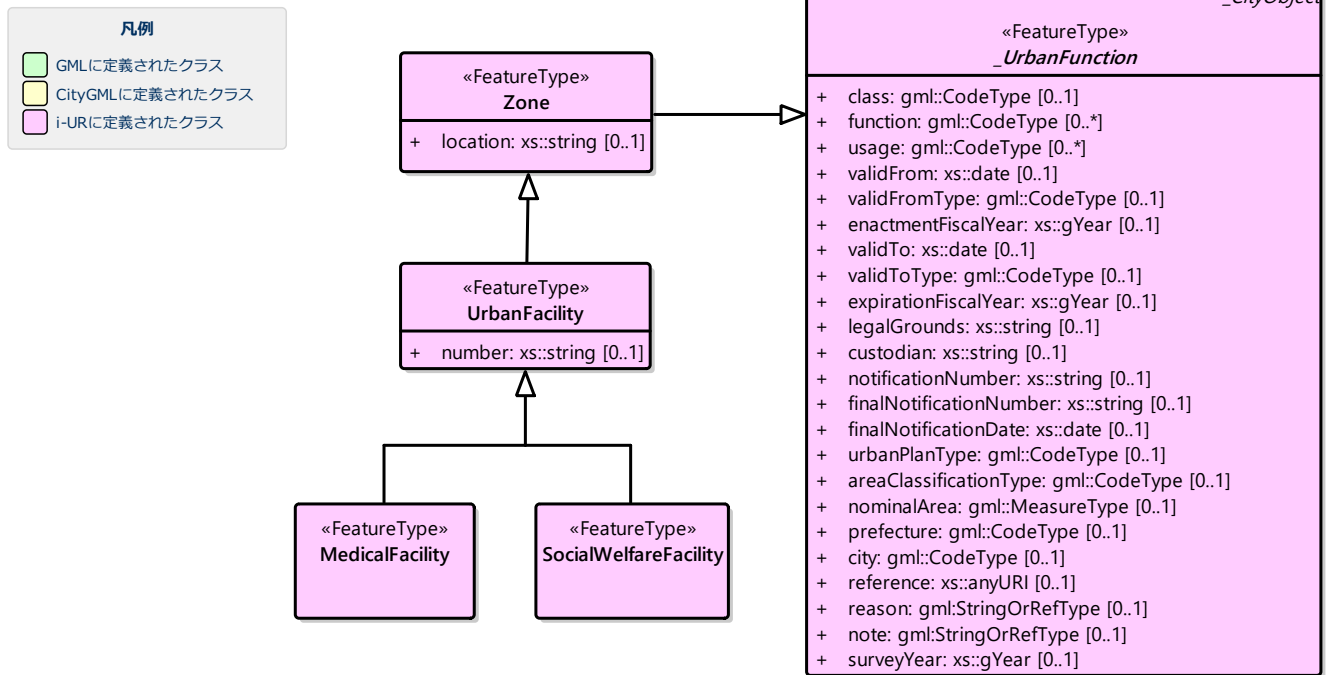 凡例
GMLに定義されたクラス
CityGMLに定義されたクラス
i-URに定義されたクラス
«FeatureType»
Zone
+ location: xs::string [0..1]
«FeatureType»
UrbanFacility
+ number: xs::string [0..1]
«FeatureType»
MedicalFacility
«FeatureType»
SocialWelfareFacility
_CityObject
«FeatureType»
_UrbanFunction
+ class: gml::CodeType [0..1]
+ function: gml::CodeType [0..*]
+ usage: gml::CodeType [0..*]
+ validFrom: xs::date [0..1]
+ validFromType: gml::CodeType [0..1]
+ enactmentFiscalYear: xs::gYear [0..1]
+ validTo: xs::date [0..1]
+ validToType: gml::CodeType [0..1]
+ expirationFiscalYear: xs::gYear [0..1]
+ legalGrounds: xs::string [0..1]
+ custodian: xs::string [0..1]
+ notificationNumber: xs::string [0..1]
+ finalNotificationNumber: xs::string [0..1]
+ finalNotificationDate: xs::date [0..1]
+ urbanPlanType: gml::CodeType [0..1]
+ areaClassificationType: gml::CodeType [0..1]
+ nominalArea: gml::MeasureType [0..1]
+ prefecture: gml::CodeType [0..1]
+ city: gml::CodeType [0..1]
+ reference: xs::anyURI [0..1]
+ reason: gml:StringOrRefType [0..1]
+ note: gml:StringOrRefType [0..1]
+ surveyYear: xs::gYear [0..1]